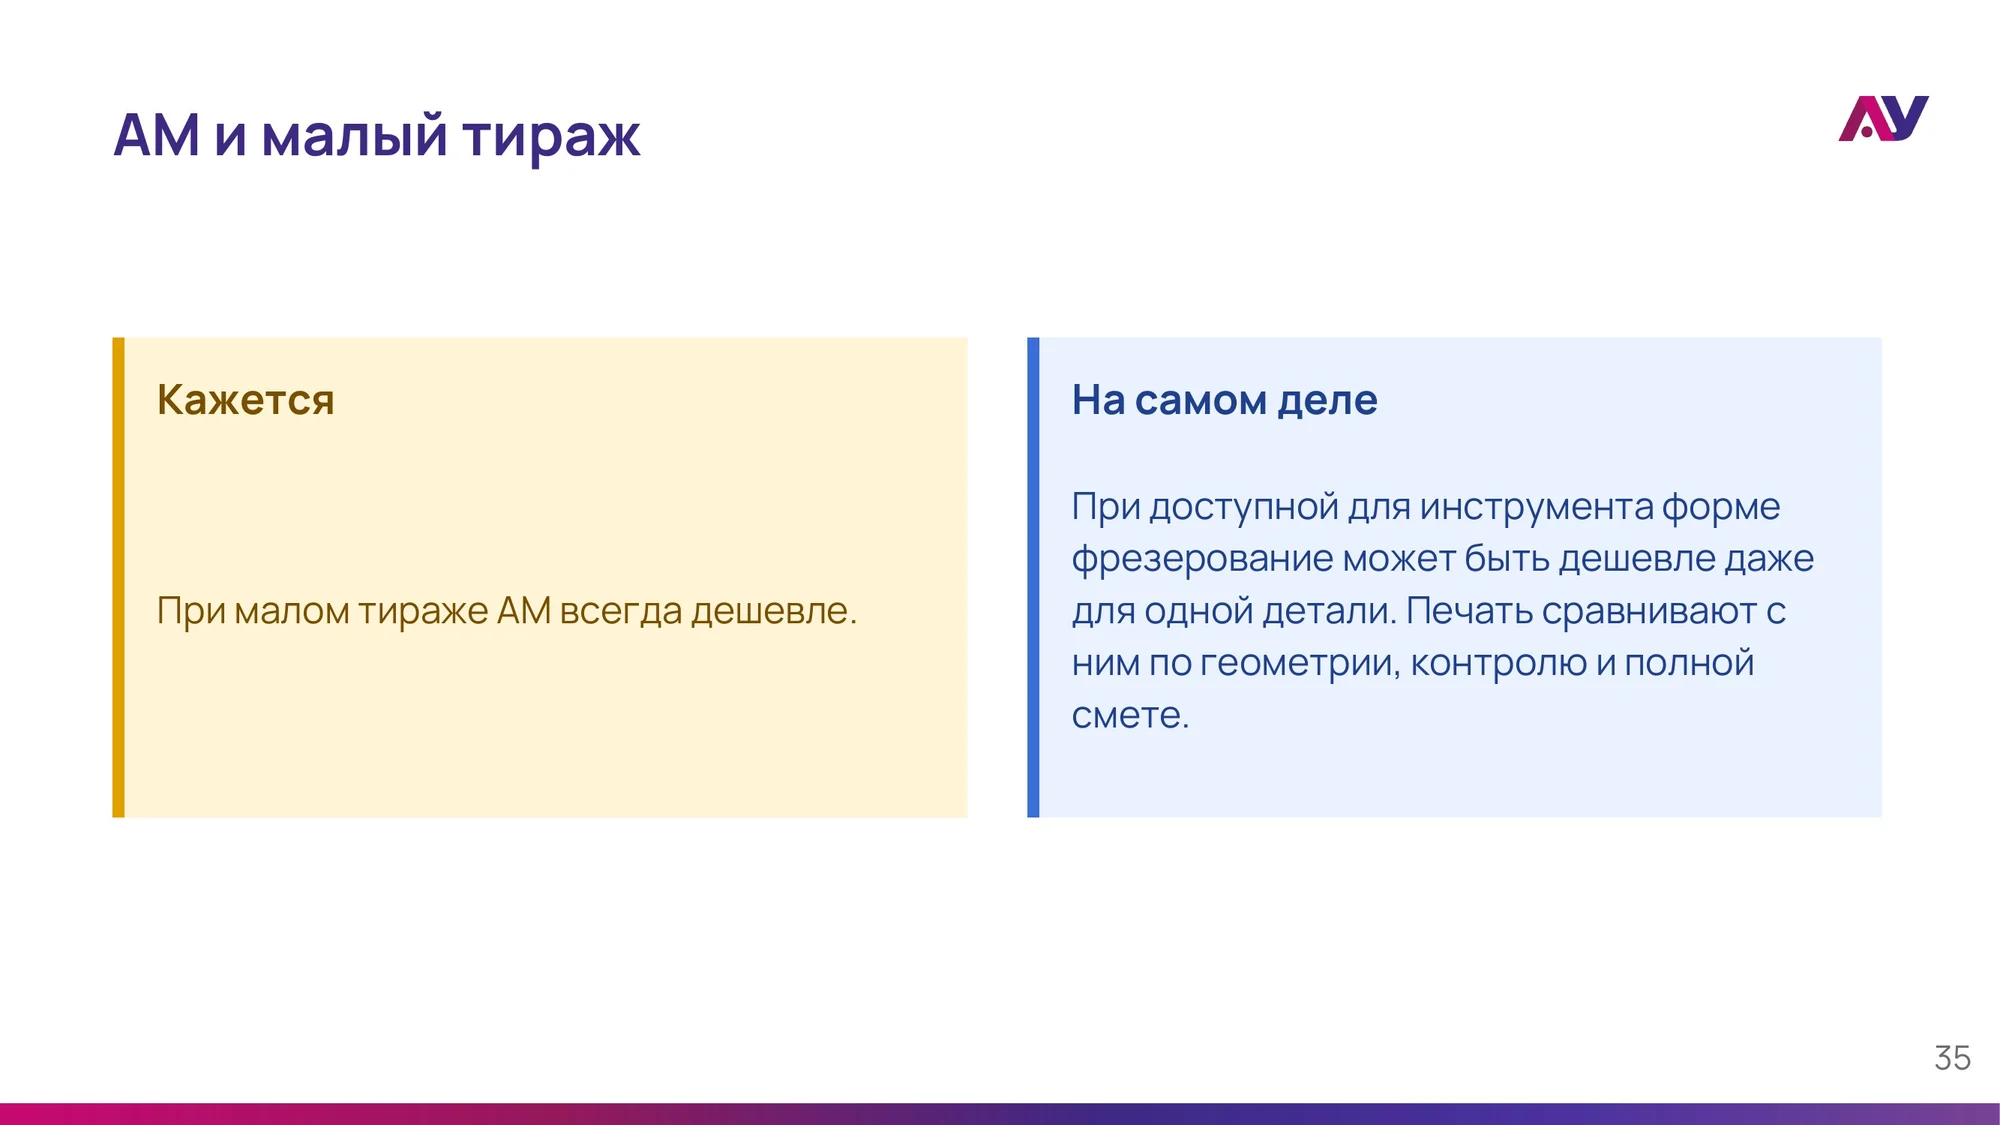 АМ и малый тираж
АУ
Кажется
При малом тираже АМ всегда дешевле.
На самом деле
При доступной для инструмента форме
фрезерование может быть дешевле даже
для одной детали. Печать сравнивают с
ним по геометрии, контролю и полной
смете.
35